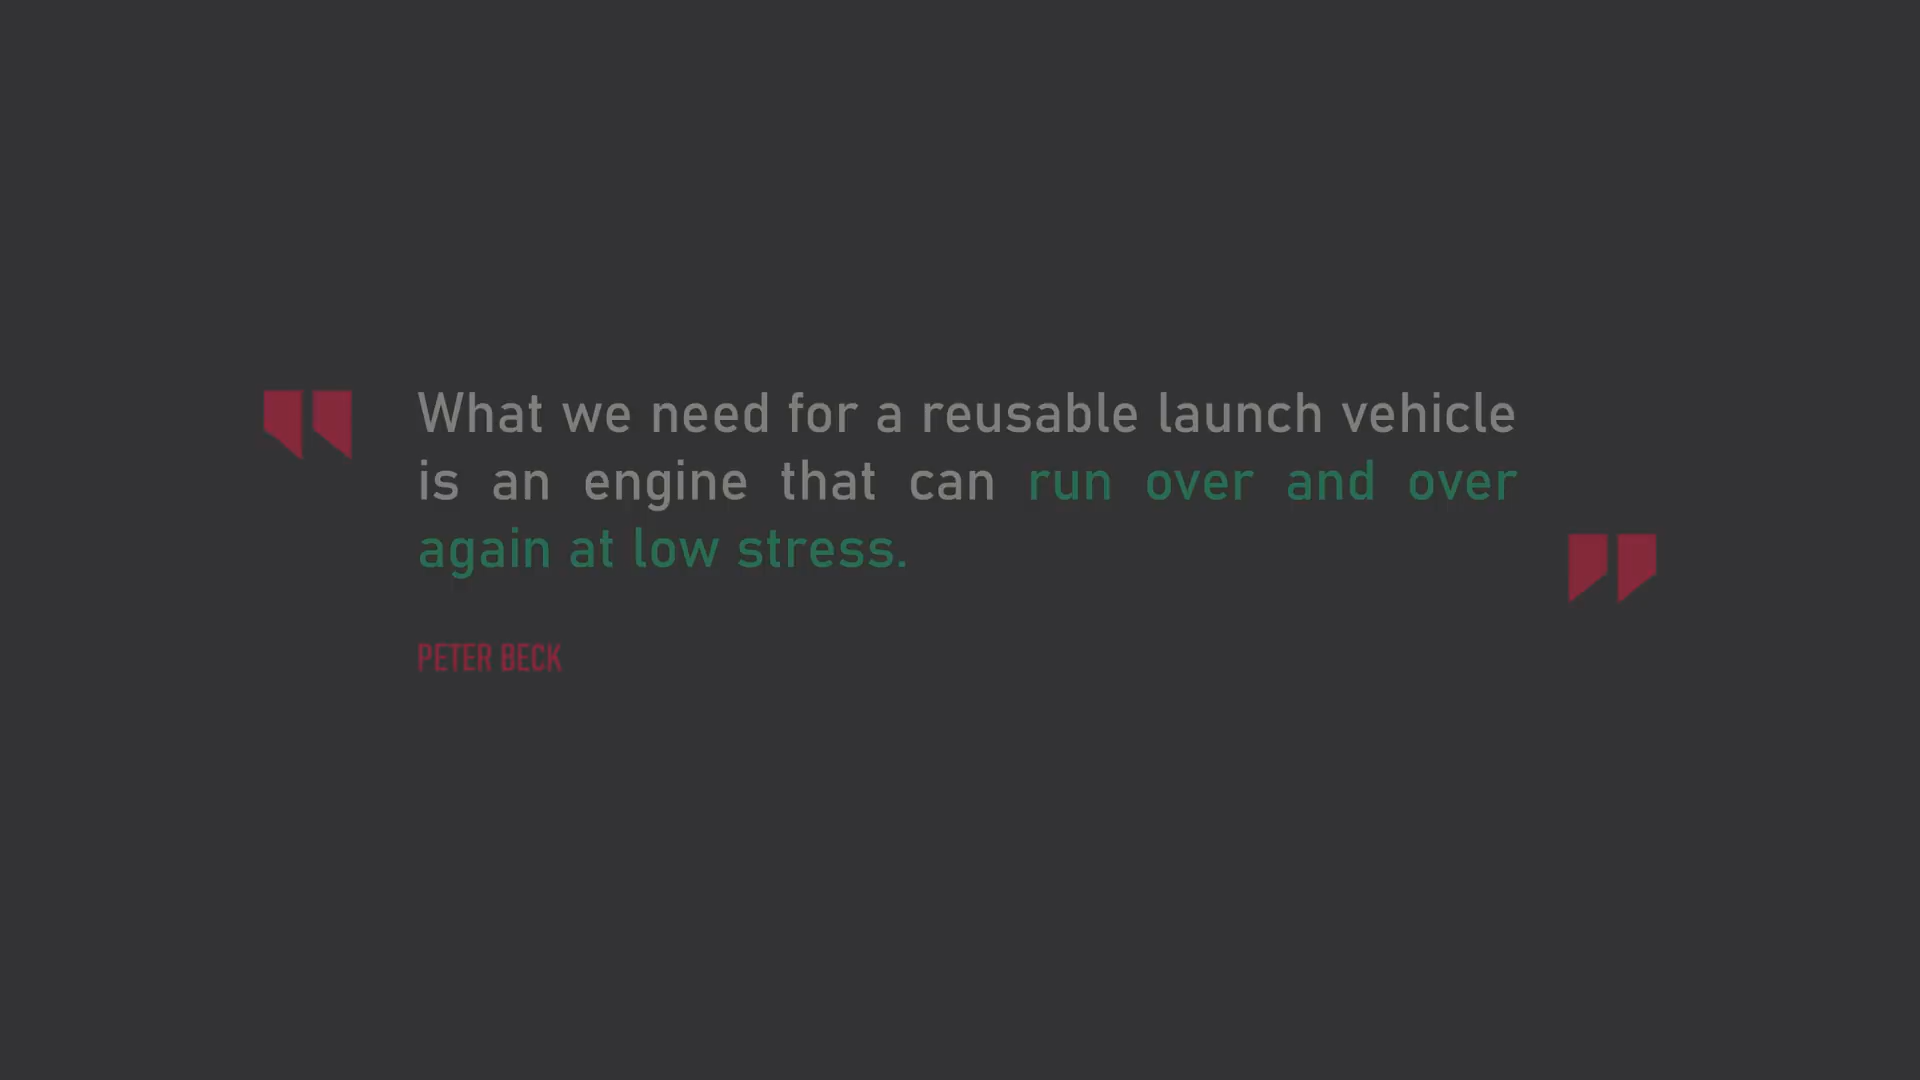 What we need for a reusable launch vehicle
is an engine that can run over and over
again at low stress.
PETER BECK